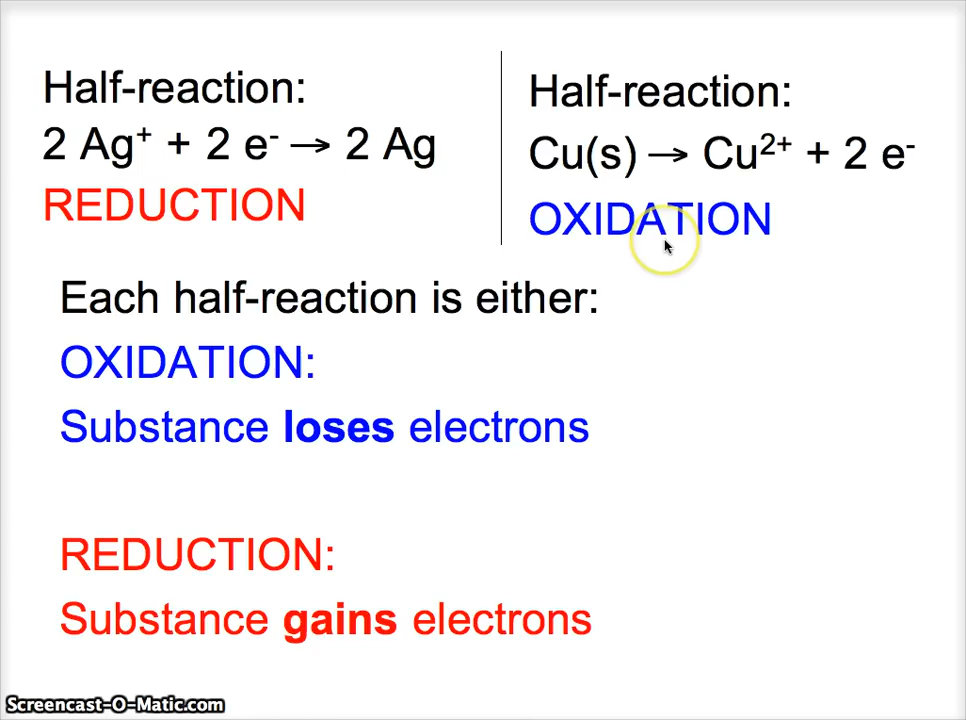 Half-reaction:
2 Ag⁺ + 2 e⁻ → 2 Ag
REDUCTION
Half-reaction:
Cu(s) → Cu²⁺ + 2 e⁻
OXIDATION
Each half-reaction is either:
OXIDATION:
Substance loses electrons
REDUCTION:
Substance gains electrons
Screencast-O-Matic.com